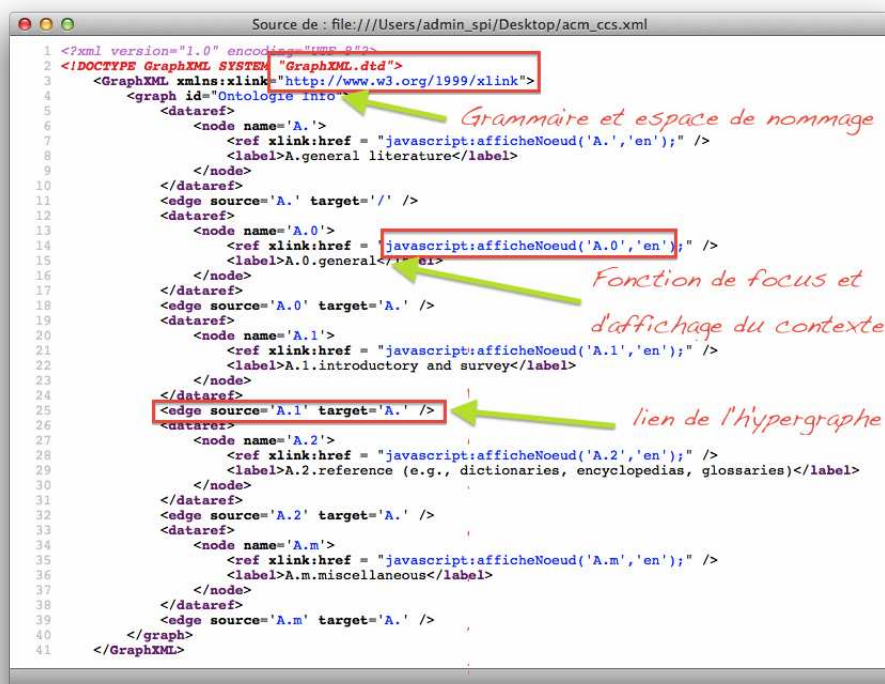 Source de : file:///Users/admin_spi/Desktop/acm_ccs.xml
1 <?xml version="1.0" encoding="UTF-8"?>
2 <!DOCTYPE GraphXML SYSTEM "GraphXML.dtd">
3 <GraphXML xmlns:xlink="http://www.w3.org/1999/xlink">
4 <graph id="Ontologie Info">
5 <dataref>
Grammaire et espace de nommage
6 <node name='A.'>
7 <ref xlink:href = "javascript:afficheNoeud('A.','en');" />
8 <label>A.general literature</label>
9 </node>
10 </dataref>
11 <edge source='A.' target='/' />
12 <dataref>
13 <node name='A.0'>
14 <ref xlink:href = "javascript:afficheNoeud('A.0','en');" />
15 <label>A.0.general</label>
16 </node>
Fonction de focus et
17 </dataref>
18 <edge source='A.0' target='A.' />
19 <dataref>
d'affichage du contexte
20 <node name='A.1'>
21 <ref xlink:href = "javascript:afficheNoeud('A.1','en');" />
22 <label>A.1.introductory and survey</label>
23 </node>
24 </dataref>
25 <edge source='A.1' target='A.' />
lien de l'hypergraphe
26 <dataref>
27 <node name='A.2'>
28 <ref xlink:href = "javascript:afficheNoeud('A.2','en');" />
29 <label>A.2.reference (e.g., dictionaries, encyclopedias, glossaries)</label>
30 </node>
31 </dataref>
32 <edge source='A.2' target='A.' />
33 <dataref>
34 <node name='A.m'>
35 <ref xlink:href = "javascript:afficheNoeud('A.m','en');" />
36 <label>A.m.miscellaneous</label>
37 </node>
38 </dataref>
39 <edge source='A.m' target='A.' />
40 </graph>
41 </GraphXML>